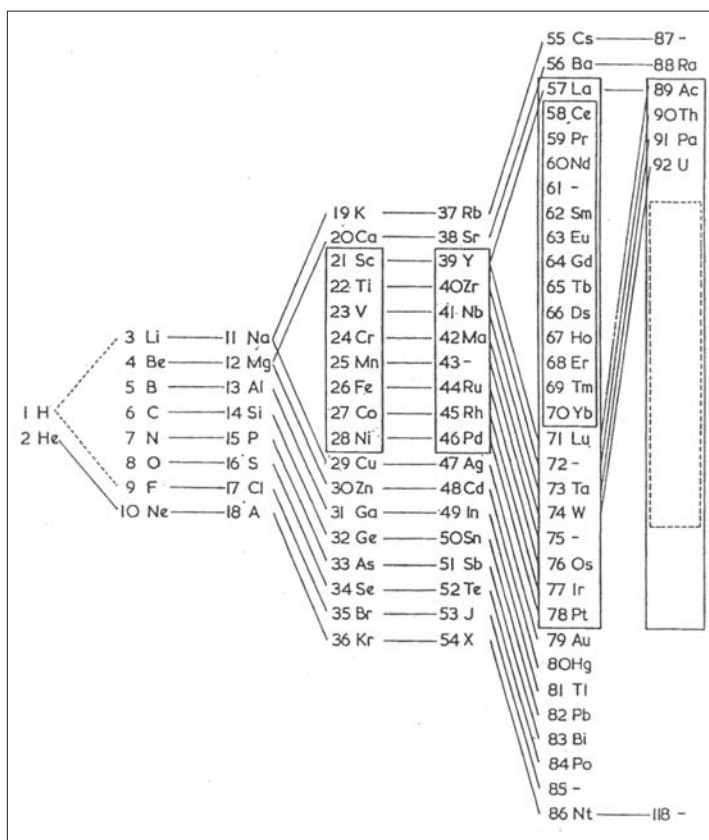 1 H
2 He
3 Li
4 Be
5 B
6 C
7 N
8 O
9 F
10 Ne
11 Na
12 Mg
13 Al
14 Si
15 P
16 S
17 Cl
18 A
19 K
20 Ca
21 Sc
22 Ti
23 V
24 Cr
25 Mn
26 Fe
27 Co
28 Ni
29 Cu
30 Zn
31 Ga
32 Ge
33 As
34 Se
35 Br
36 Kr
37 Rb
38 Sr
39 Y
40 Zr
41 Nb
42 Ma
43 -
44 Ru
45 Rh
46 Pd
47 Ag
48 Cd
49 In
50 Sn
51 Sb
52 Te
53 J
54 X
55 Cs
56 Ba
57 La
58 Ce
59 Pr
60 Nd
61 -
62 Sm
63 Eu
64 Gd
65 Tb
66 Ds
67 Ho
68 Er
69 Tm
70 Yb
71 Lu
72 -
73 Ta
74 W
75 -
76 Os
77 Ir
78 Pt
79 Au
80 Hg
81 Tl
82 Pb
83 Bi
84 Po
85 -
86 Nt
87 -
88 Ra
89 Ac
90 Th
91 Pa
92 U
118 -